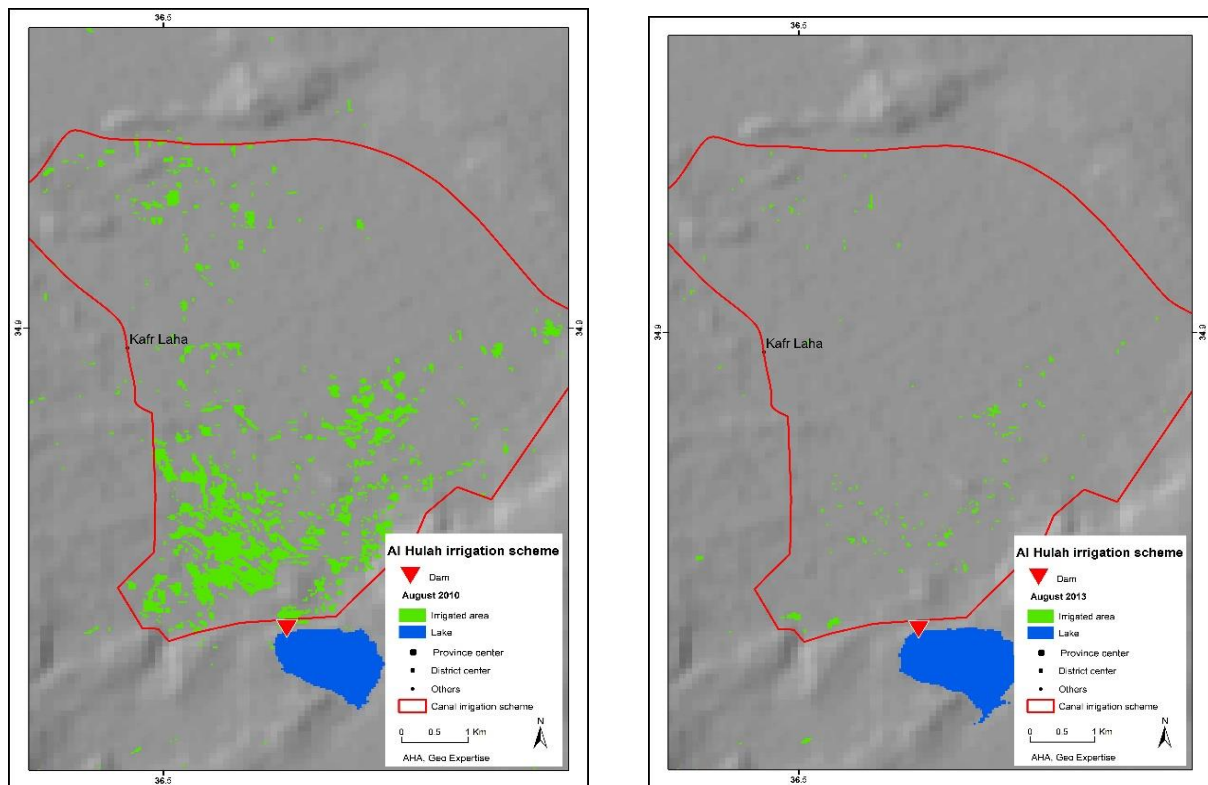 36.5
34.9
34.9
Kafr Laha
Al Hulah irrigation scheme
Dam
August 2010
Irrigated area
Lake
Province center
District center
Others
Canal irrigation scheme
N
0 0.5 1 Km
AHA, Geo Expertise
36.5
36.5
34.9
34.9
Kafr Laha
Al Hulah irrigation scheme
Dam
August 2013
Irrigated area
Lake
Province center
District center
Others
Canal irrigation scheme
N
0 0.5 1 Km
AHA, Geo Expertise
36.5